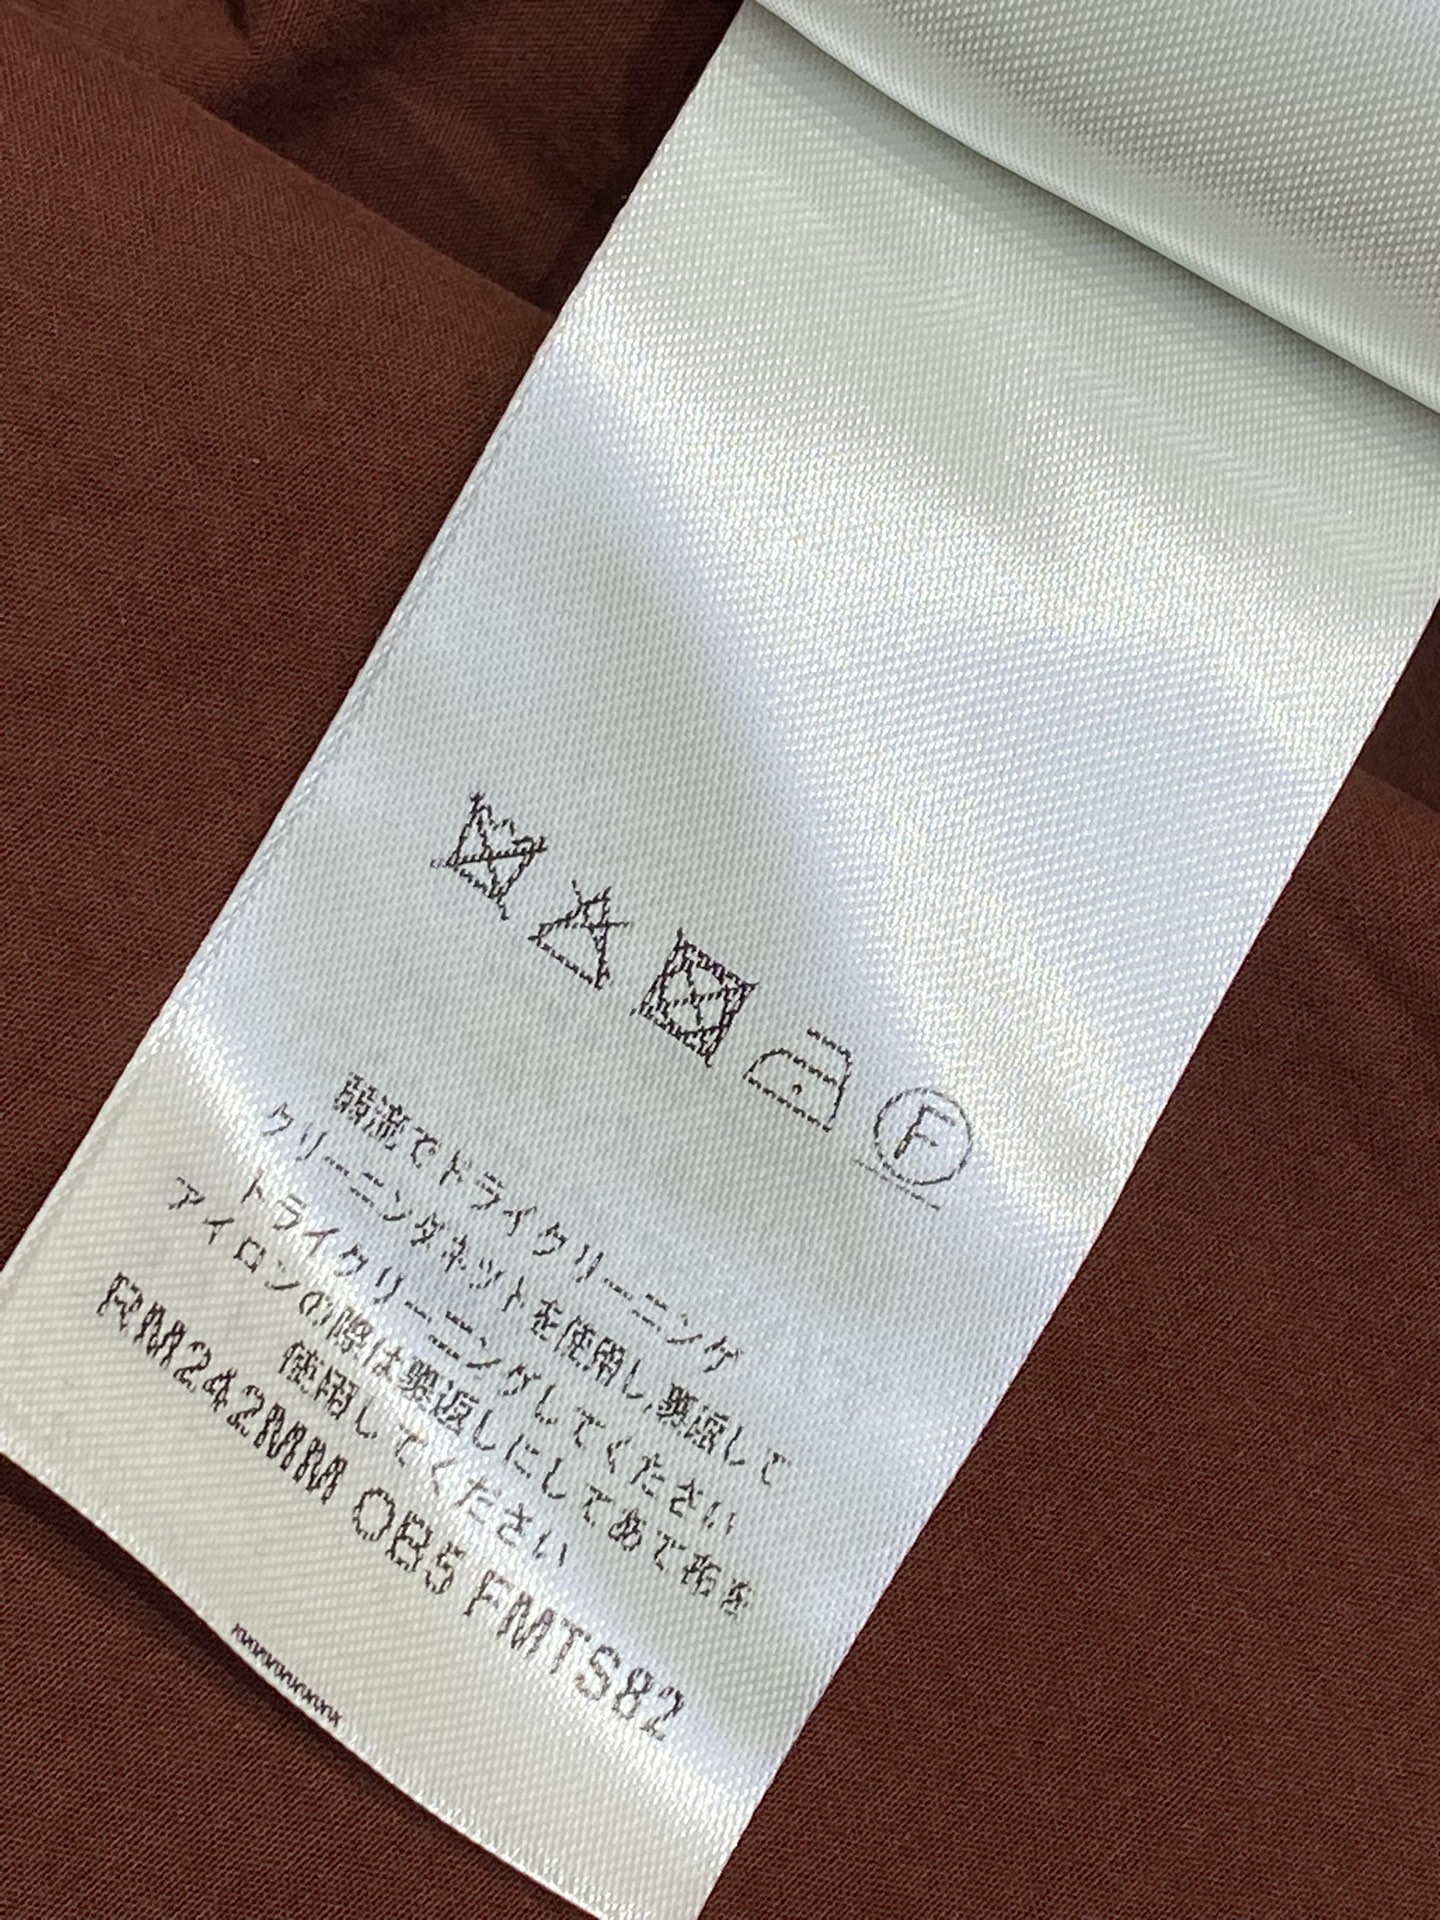 F
弱流でドライクリーニング
クリーニングネットを使用し、裏返して
ドライクリーニングしてください
アイロンの際は裏返しにしてあて布を
使用してください
RM242MM OB5 FMTS82